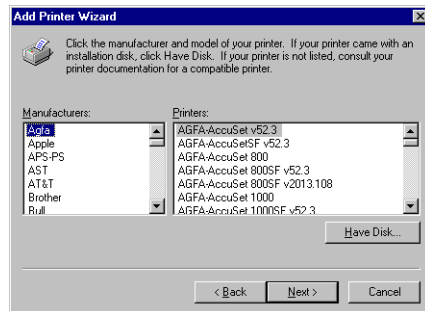 Add Printer Wizard
Click the manufacturer and model of your printer. If your printer came with an
installation disk, click Have Disk. If your printer is not listed, consult your
printer documentation for a compatible printer.
Manufacturers:
Agfa
Apple
APS-PS
AST
AT&T
Brother
Bull
Printers:
AGFA-AccuSet v52.3
AGFA-AccuSetSF v52.3
AGFA-AccuSet 800
AGFA-AccuSet 800SF v52.3
AGFA-AccuSet 800SF v2013.108
AGFA-AccuSet 1000
AGFA-AccuSet 1000SF v52.3
Have Disk...
< Back
Next >
Cancel